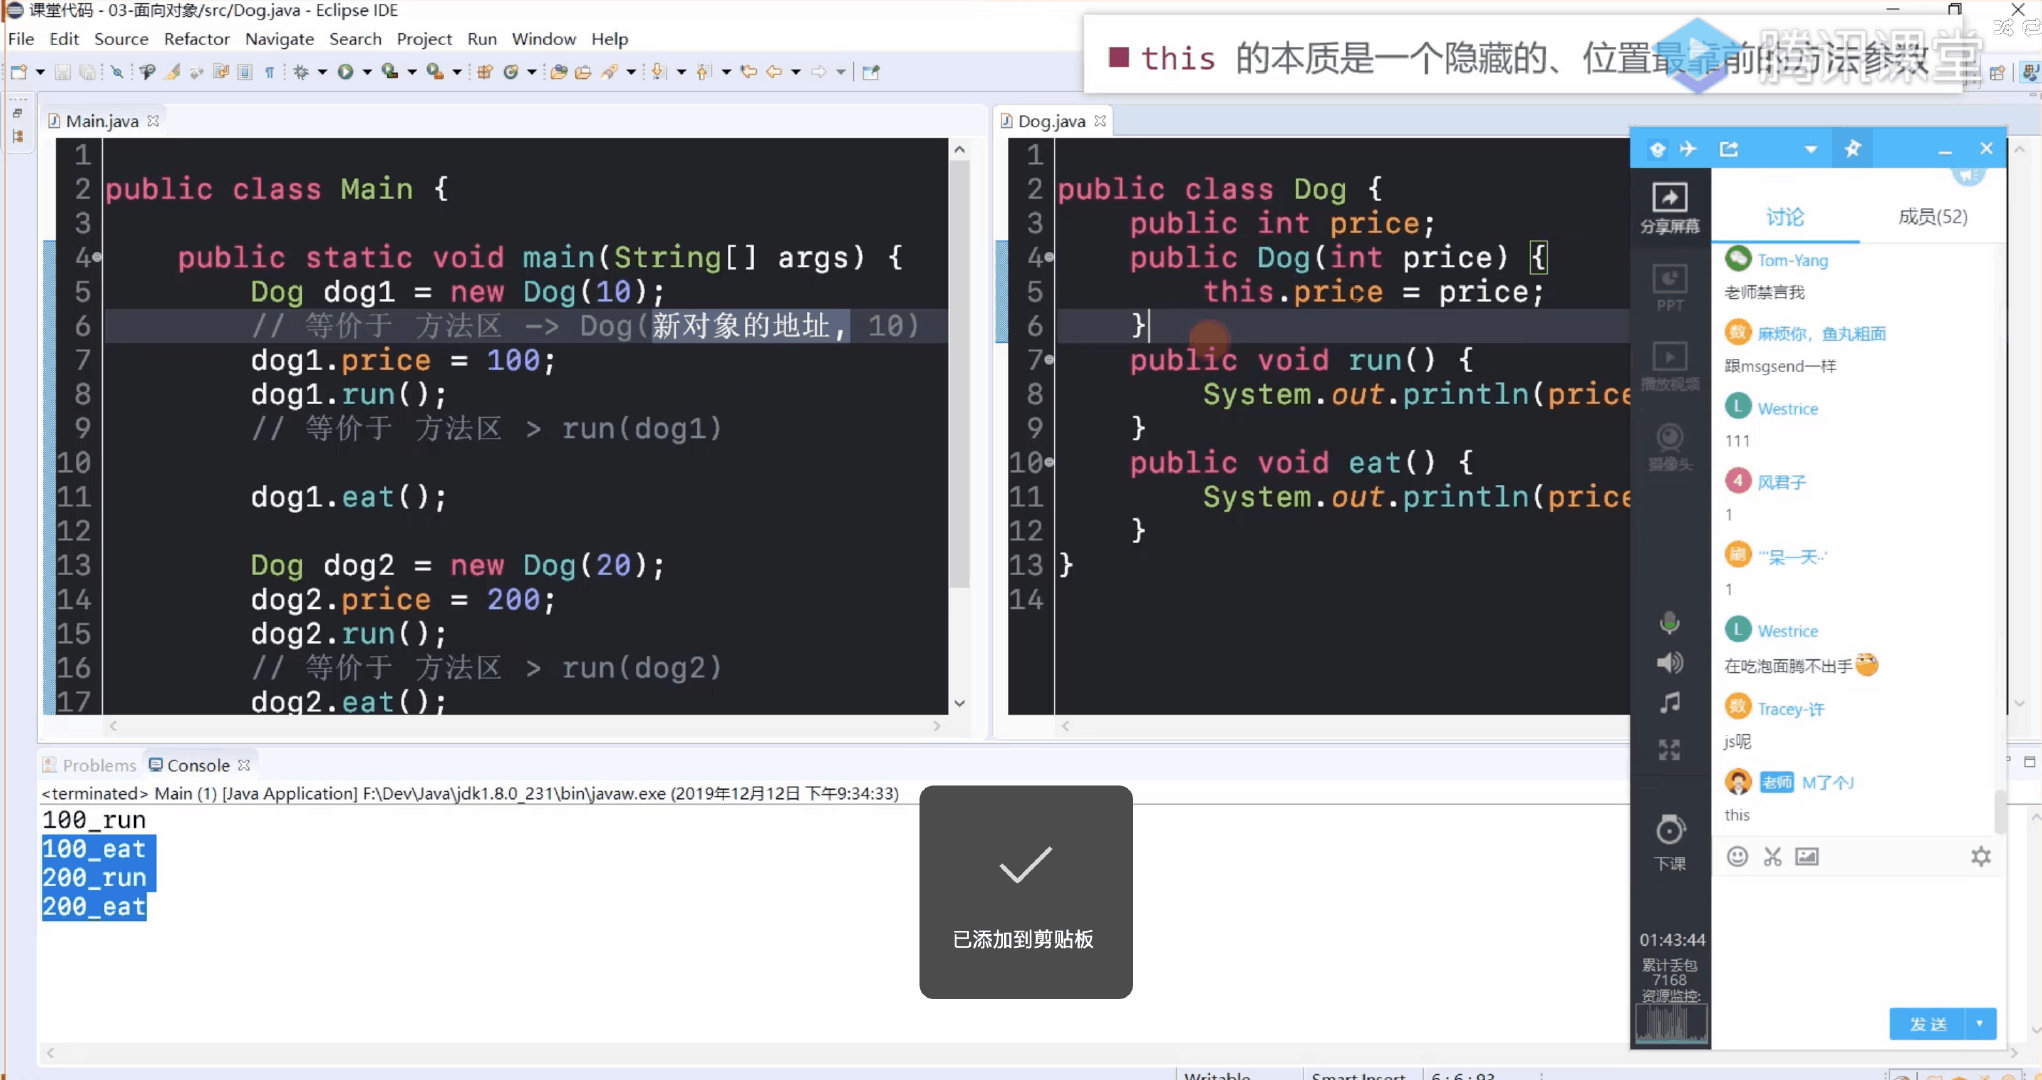 课堂代码 - 03-面向对象/src/Dog.java - Eclipse IDE
File Edit Source Refactor Navigate Search Project Run Window Help
this 的本质是一个隐藏的、位置最靠前的方法参数
腾讯课堂
Main.java
1
2 public class Main {
3
4 public static void main(String[] args) {
5 Dog dog1 = new Dog(10);
6 // 等价于 方法区 -> Dog(新对象的地址, 10)
7 dog1.price = 100;
8 dog1.run();
9 // 等价于 方法区 > run(dog1)
10
11 dog1.eat();
12
13 Dog dog2 = new Dog(20);
14 dog2.price = 200;
15 dog2.run();
16 // 等价于 方法区 > run(dog2)
17 dog2.eat();
Dog.java
1
2 public class Dog {
3 public int price;
4 public Dog(int price) {
5 this.price = price;
6 }
7 public void run() {
8 System.out.println(price
9 }
10 public void eat() {
11 System.out.println(price
12 }
13 }
14
Problems Console
<terminated> Main (1) [Java Application] F:\Dev\Java\jdk1.8.0_231\bin\javaw.exe (2019年12月12日 下午9:34:33)
100_run
100_eat
200_run
200_eat
已添加到剪贴板
分享屏幕
PPT
播放视频
摄像头
下课
01:43:44
累计丢包
7168
资源监控:
讨论 成员(52)
Tom-Yang
老师禁言我
数 麻烦你，鱼丸粗面
跟msgsend一样
L Westrice
111
4 风君子
1
刷 呆一天
1
L Westrice
在吃泡面腾不出手
数 Tracey-许
js呢
老师 M了个J
this
发送
Writable Smart Insert 6 : 6 : 93